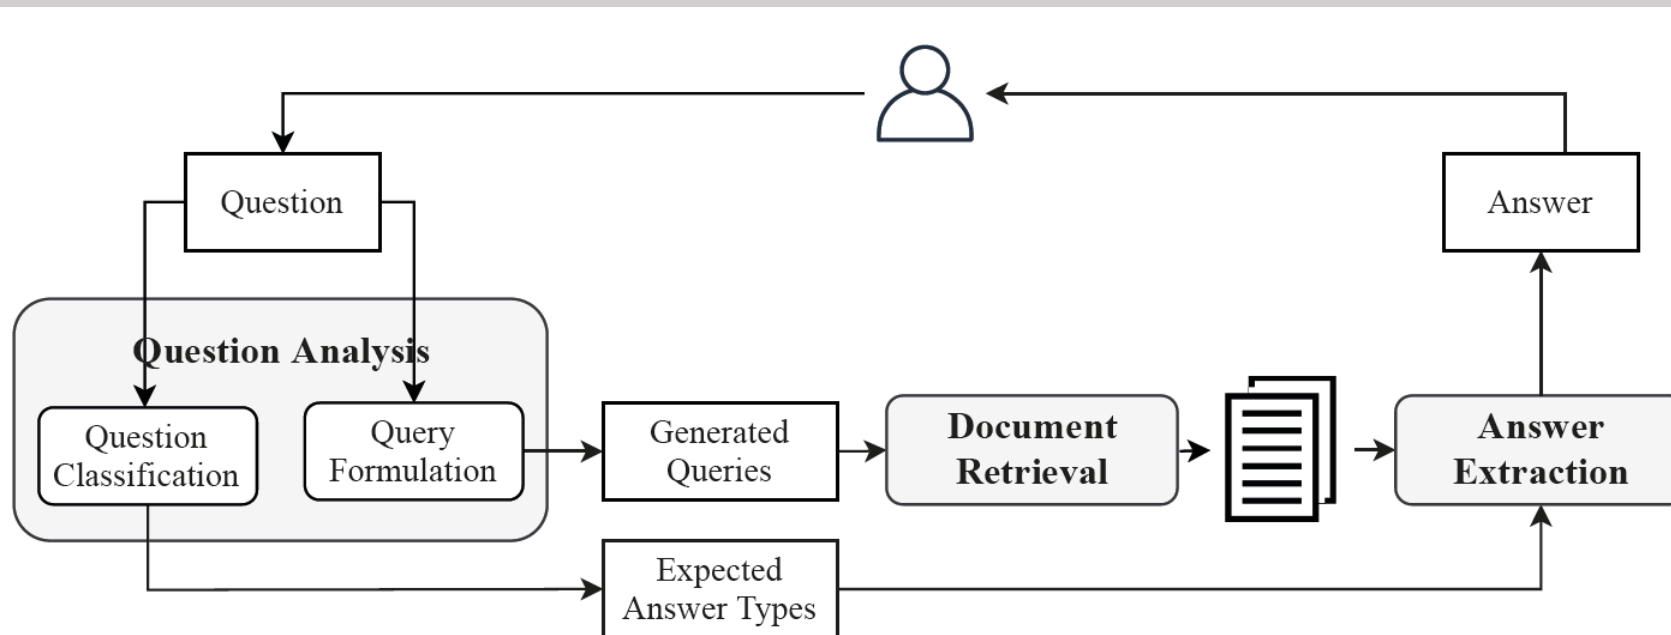 Question
Answer
Question Analysis
Question
Classification
Query
Formulation
Generated
Queries
Document
Retrieval
Answer
Extraction
Expected
Answer Types